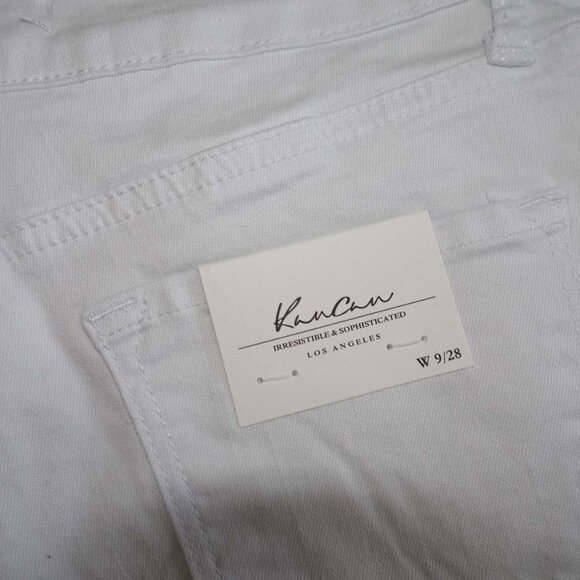 KanCan
IRRESISTIBLE & SOPHISTICATED
LOS ANGELES
W 9/28